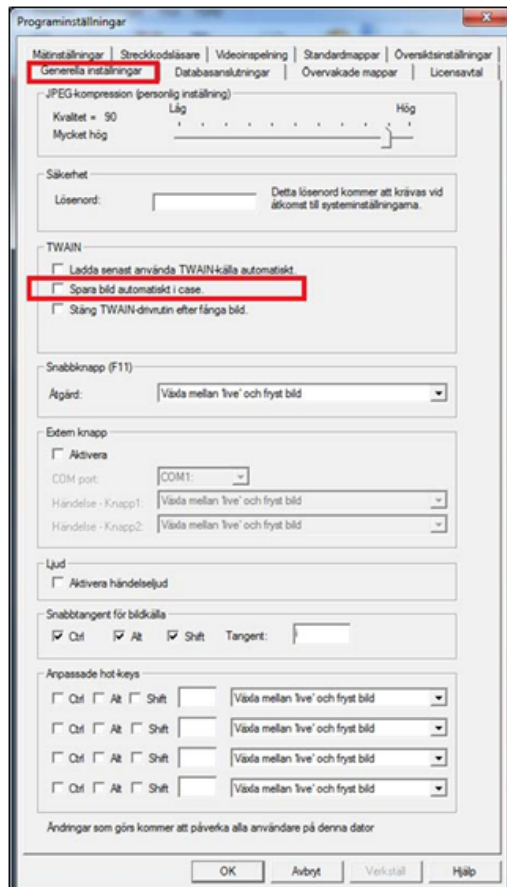 Programinställningar
Mätinställningar Streckkodsläsare Videoinspelning Standardmappar Översiktsinställningar
Generella inställningar Databasanslutningar Övervakade mappar Licensavtal
JPEG-kompression (personlig inställning)
Kvalitet = 90 Låg Hög
Mycket hög
Säkerhet
Lösenord: Detta lösenord kommer att krävas vid
åtkomst till systeminställningarna.
TWAIN
Ladda senast använda TWAIN-källa automatiskt.
Spara bild automatiskt i case.
Stäng TWAIN-drivrutin efter fånga bild.
Snabbknapp (F11)
Åtgärd: Växla mellan 'live' och fryst bild
Extern knapp
Aktivera
COM port: COM1:
Händelse - Knapp1: Växla mellan 'live' och fryst bild
Händelse - Knapp2: Växla mellan 'live' och fryst bild
Ljud
Aktivera händelseljud
Snabbtangent för bildkälla
Ctrl Alt Shift Tangent:
Anpassade hot-keys
Ctrl Alt Shift Växla mellan 'live' och fryst bild
Ctrl Alt Shift Växla mellan 'live' och fryst bild
Ctrl Alt Shift Växla mellan 'live' och fryst bild
Ctrl Alt Shift Växla mellan 'live' och fryst bild
Ändringar som görs kommer att påverka alla användare på denna dator
OK Avbryt Verkställ Hjälp